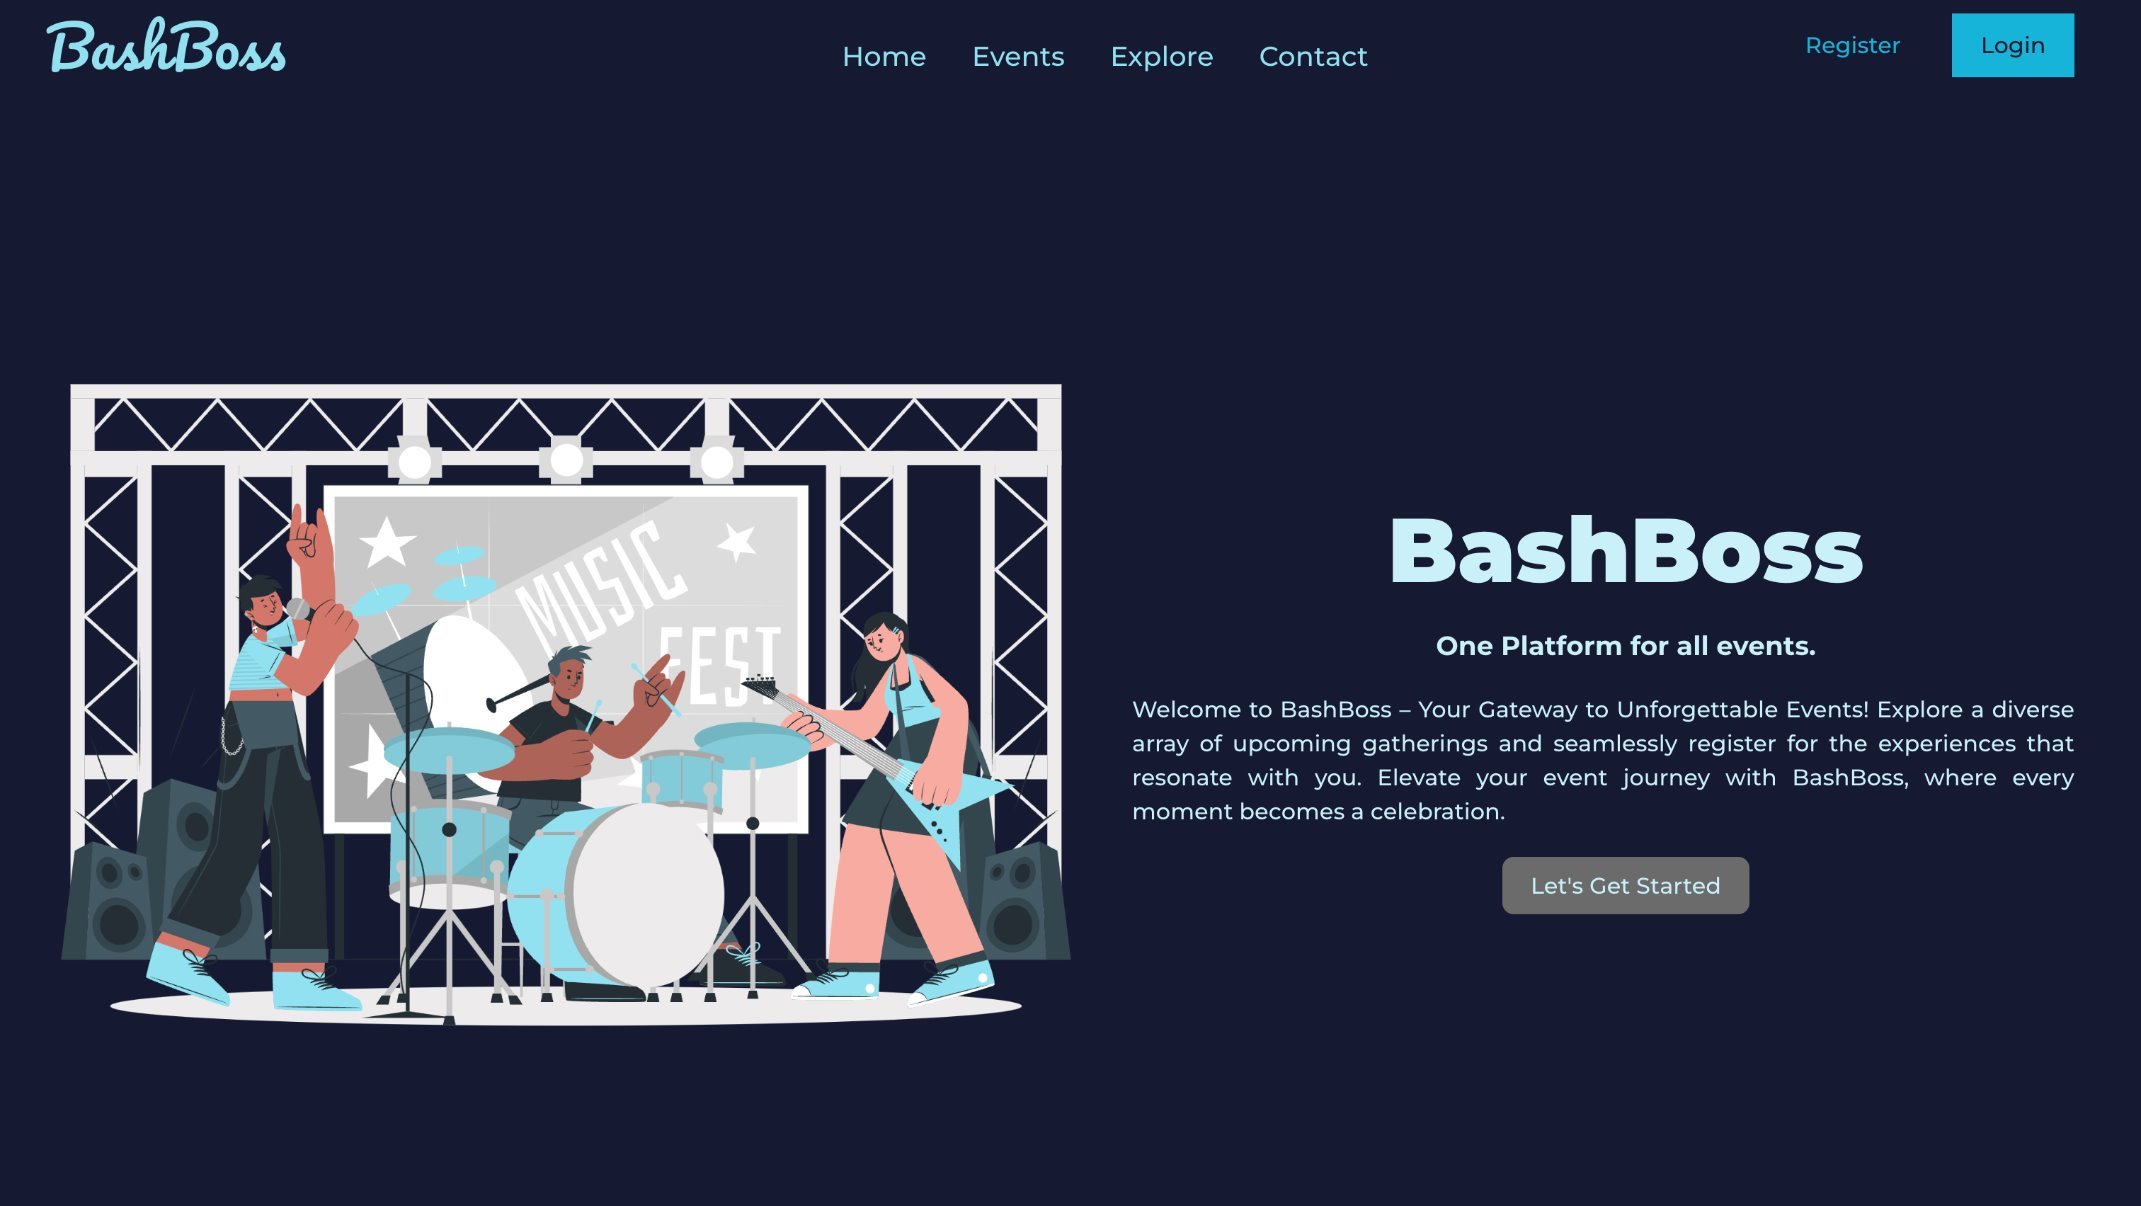 BashBoss
Home Events Explore Contact
Register Login
MUSIC
FEST
BashBoss
One Platform for all events.
Welcome to BashBoss – Your Gateway to Unforgettable Events! Explore a diverse
array of upcoming gatherings and seamlessly register for the experiences that
resonate with you. Elevate your event journey with BashBoss, where every
moment becomes a celebration.
Let's Get Started